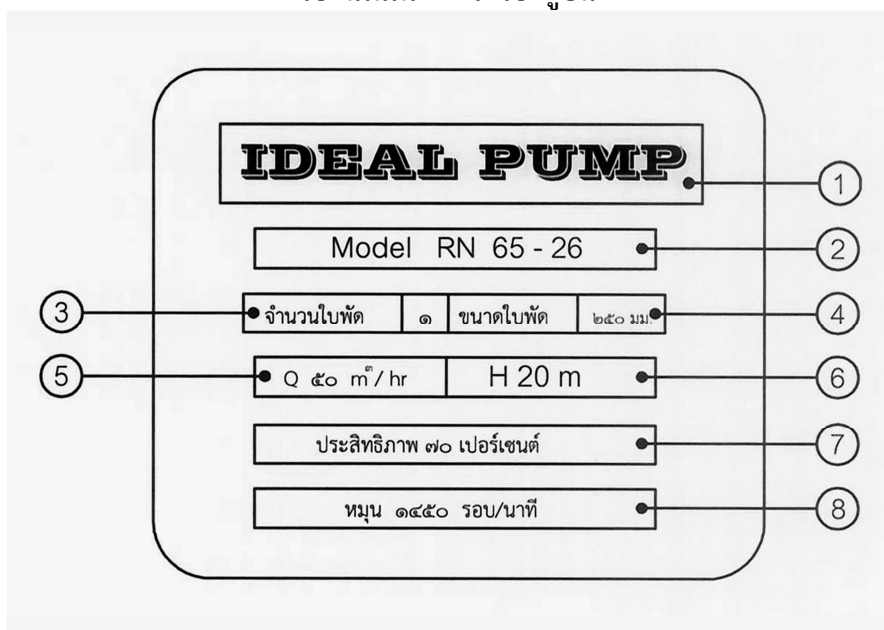 IDEAL PUMP
1
Model RN 65 - 26
2
3
จำนวนใบพัด ๑ ขนาดใบพัด ๒๕๐ มม.
4
5
Q ๕๐ m³/ hr H 20 m
6
ประสิทธิภาพ ๗๐ เปอร์เซนต์
7
หมุน ๑๔๕๐ รอบ/นาที
8